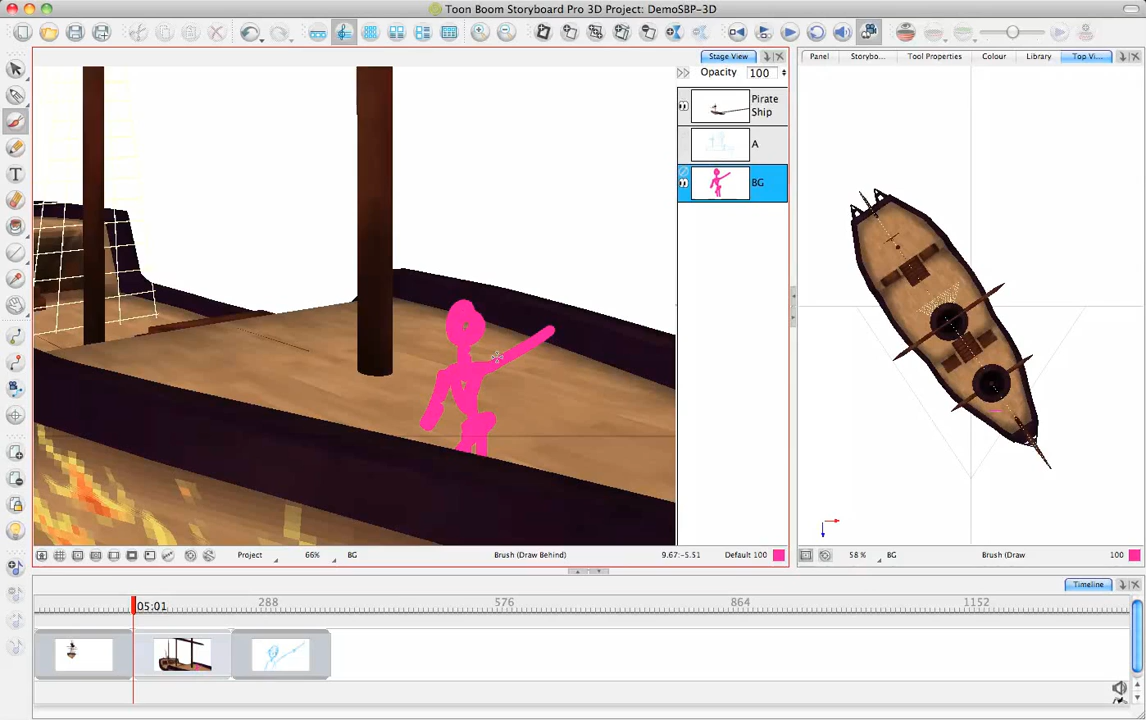 Toon Boom Storyboard Pro 3D Project: DemoSBP-3D
Stage View
Opacity 100
Pirate
Ship
A
BG
Panel Storybo... Tool Properties Colour Library Top Vi...
T
Project 66% BG Brush (Draw Behind) 9.67:-5.51 Default 100
58 % BG Brush (Draw 100
Timeline
05:01 288 576 864 1152